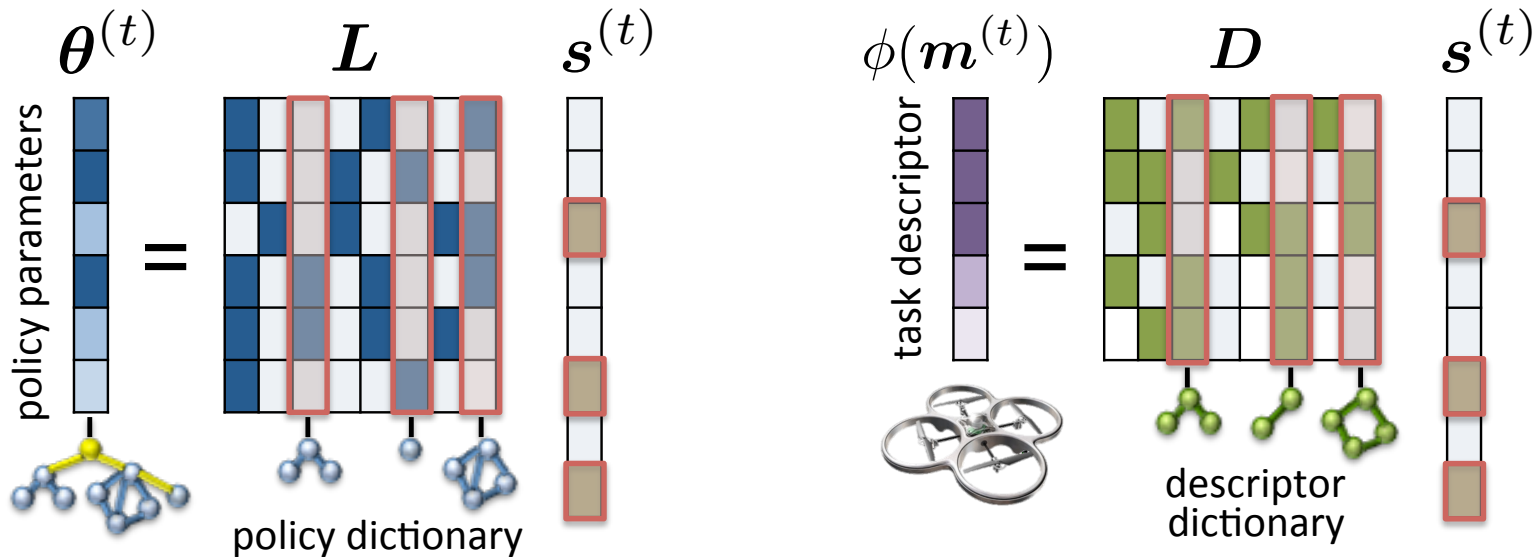 θ^(t)
L
s^(t)
policy parameters
=
policy dictionary
ϕ(m^(t))
D
s^(t)
task descriptor
=
descriptor
dictionary